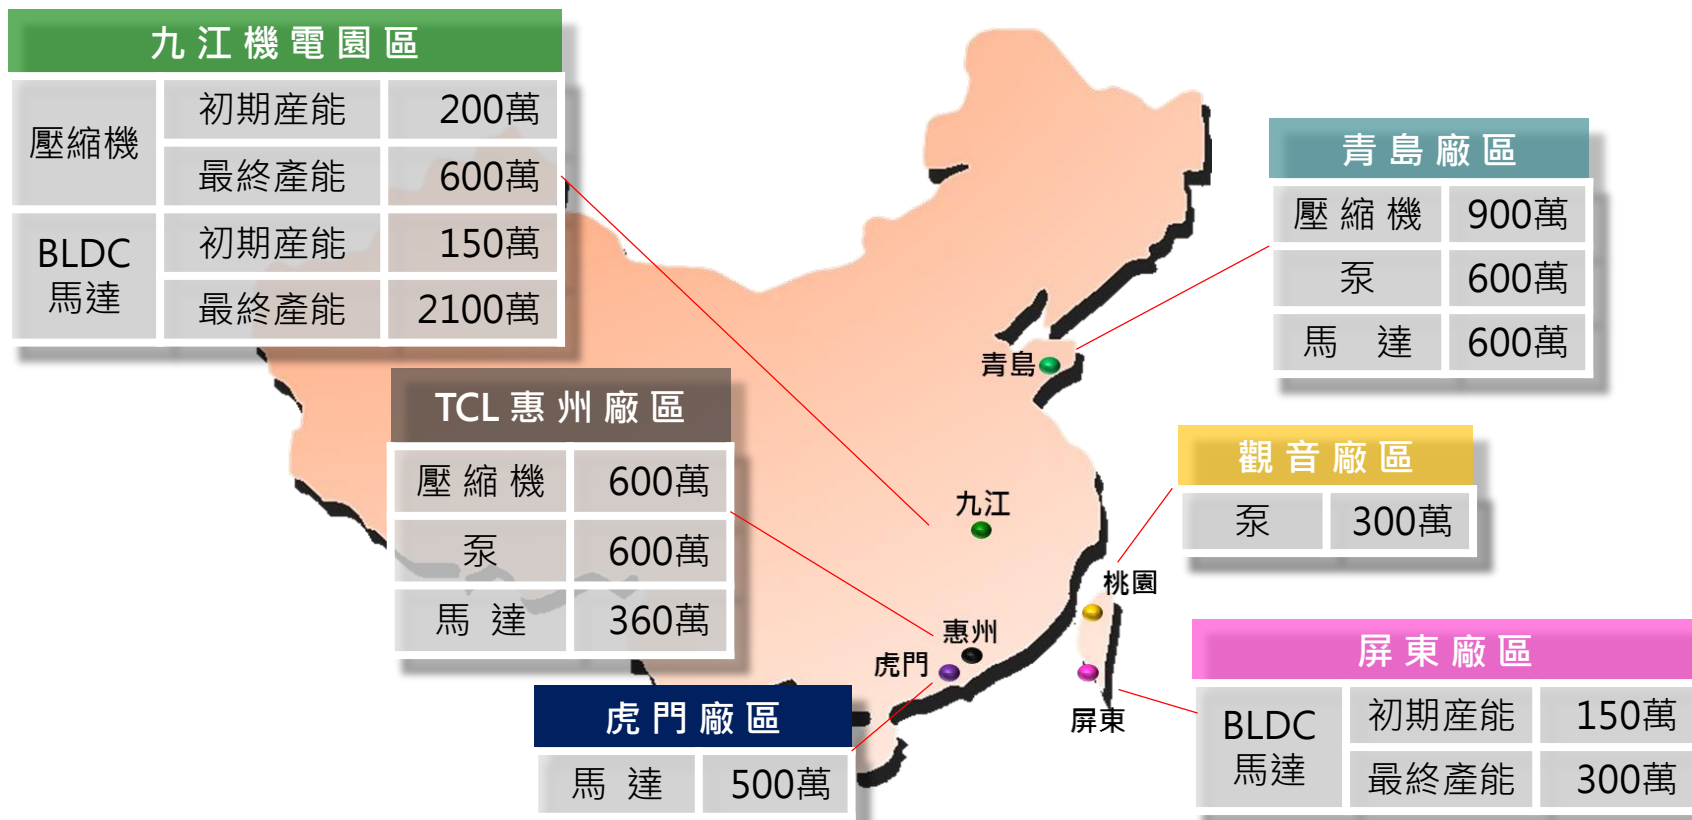 九江機電園區
壓縮機 初期産能 200萬
最終產能 600萬
BLDC 馬達 初期産能 150萬
最終產能 2100萬
青島廠區
壓縮機 900萬
泵 600萬
馬達 600萬
青島
TCL惠州廠區
壓縮機 600萬
泵 600萬
馬達 360萬
觀音廠區
泵 300萬
九江
桃園
惠州
虎門
屏東
虎門廠區
馬達 500萬
屏東廠區
BLDC 馬達 初期産能 150萬
最終產能 300萬